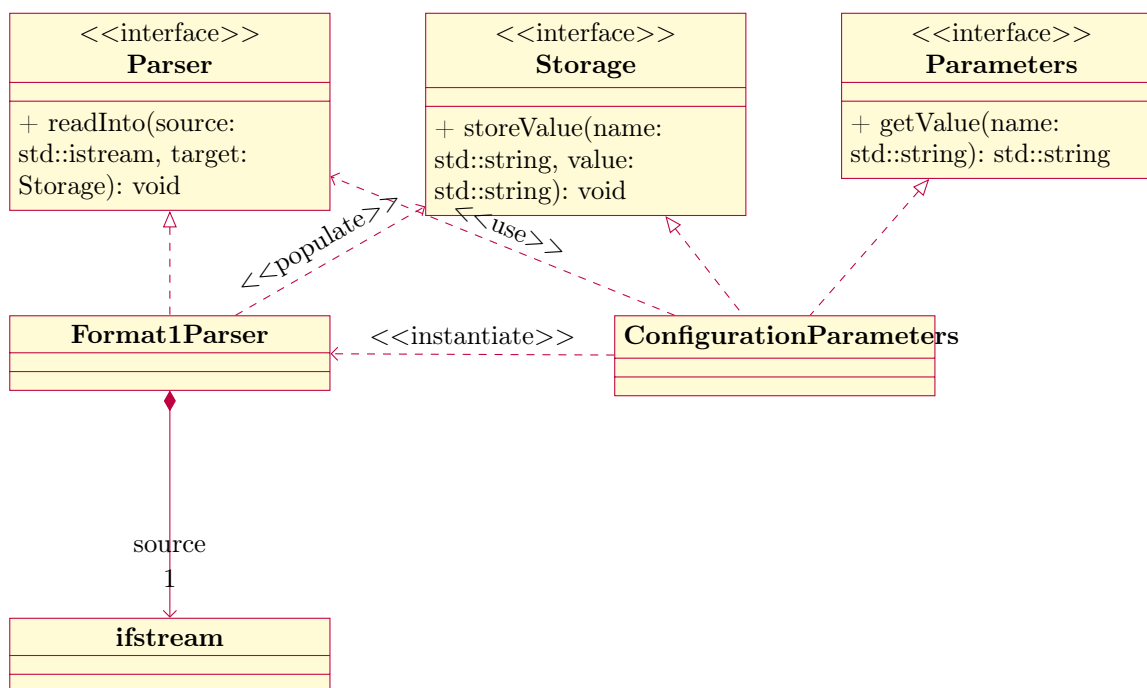 <<interface>>
Parser
+ readInto(source:
std::istream, target:
Storage): void
<<interface>>
Storage
+ storeValue(name:
std::string, value:
std::string): void
<<interface>>
Parameters
+ getValue(name:
std::string): std::string
<<populate>>
<<use>>
Format1Parser
<<instantiate>>
ConfigurationParameters
source
1
ifstream